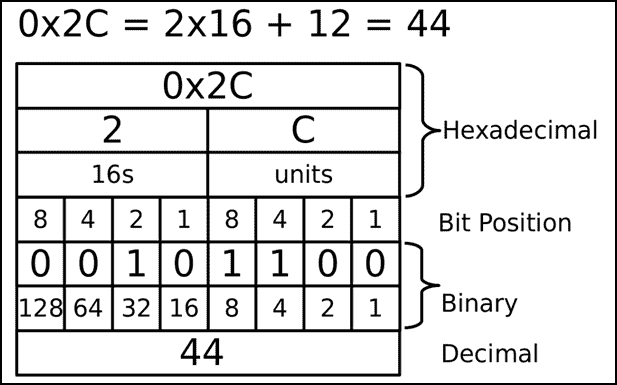 0x2C = 2x16 + 12 = 44
0x2C
2 C
Hexadecimal
16s units
8 4 2 1 8 4 2 1
Bit Position
0 0 1 0 1 1 0 0
128 64 32 16 8 4 2 1
Binary
44
Decimal